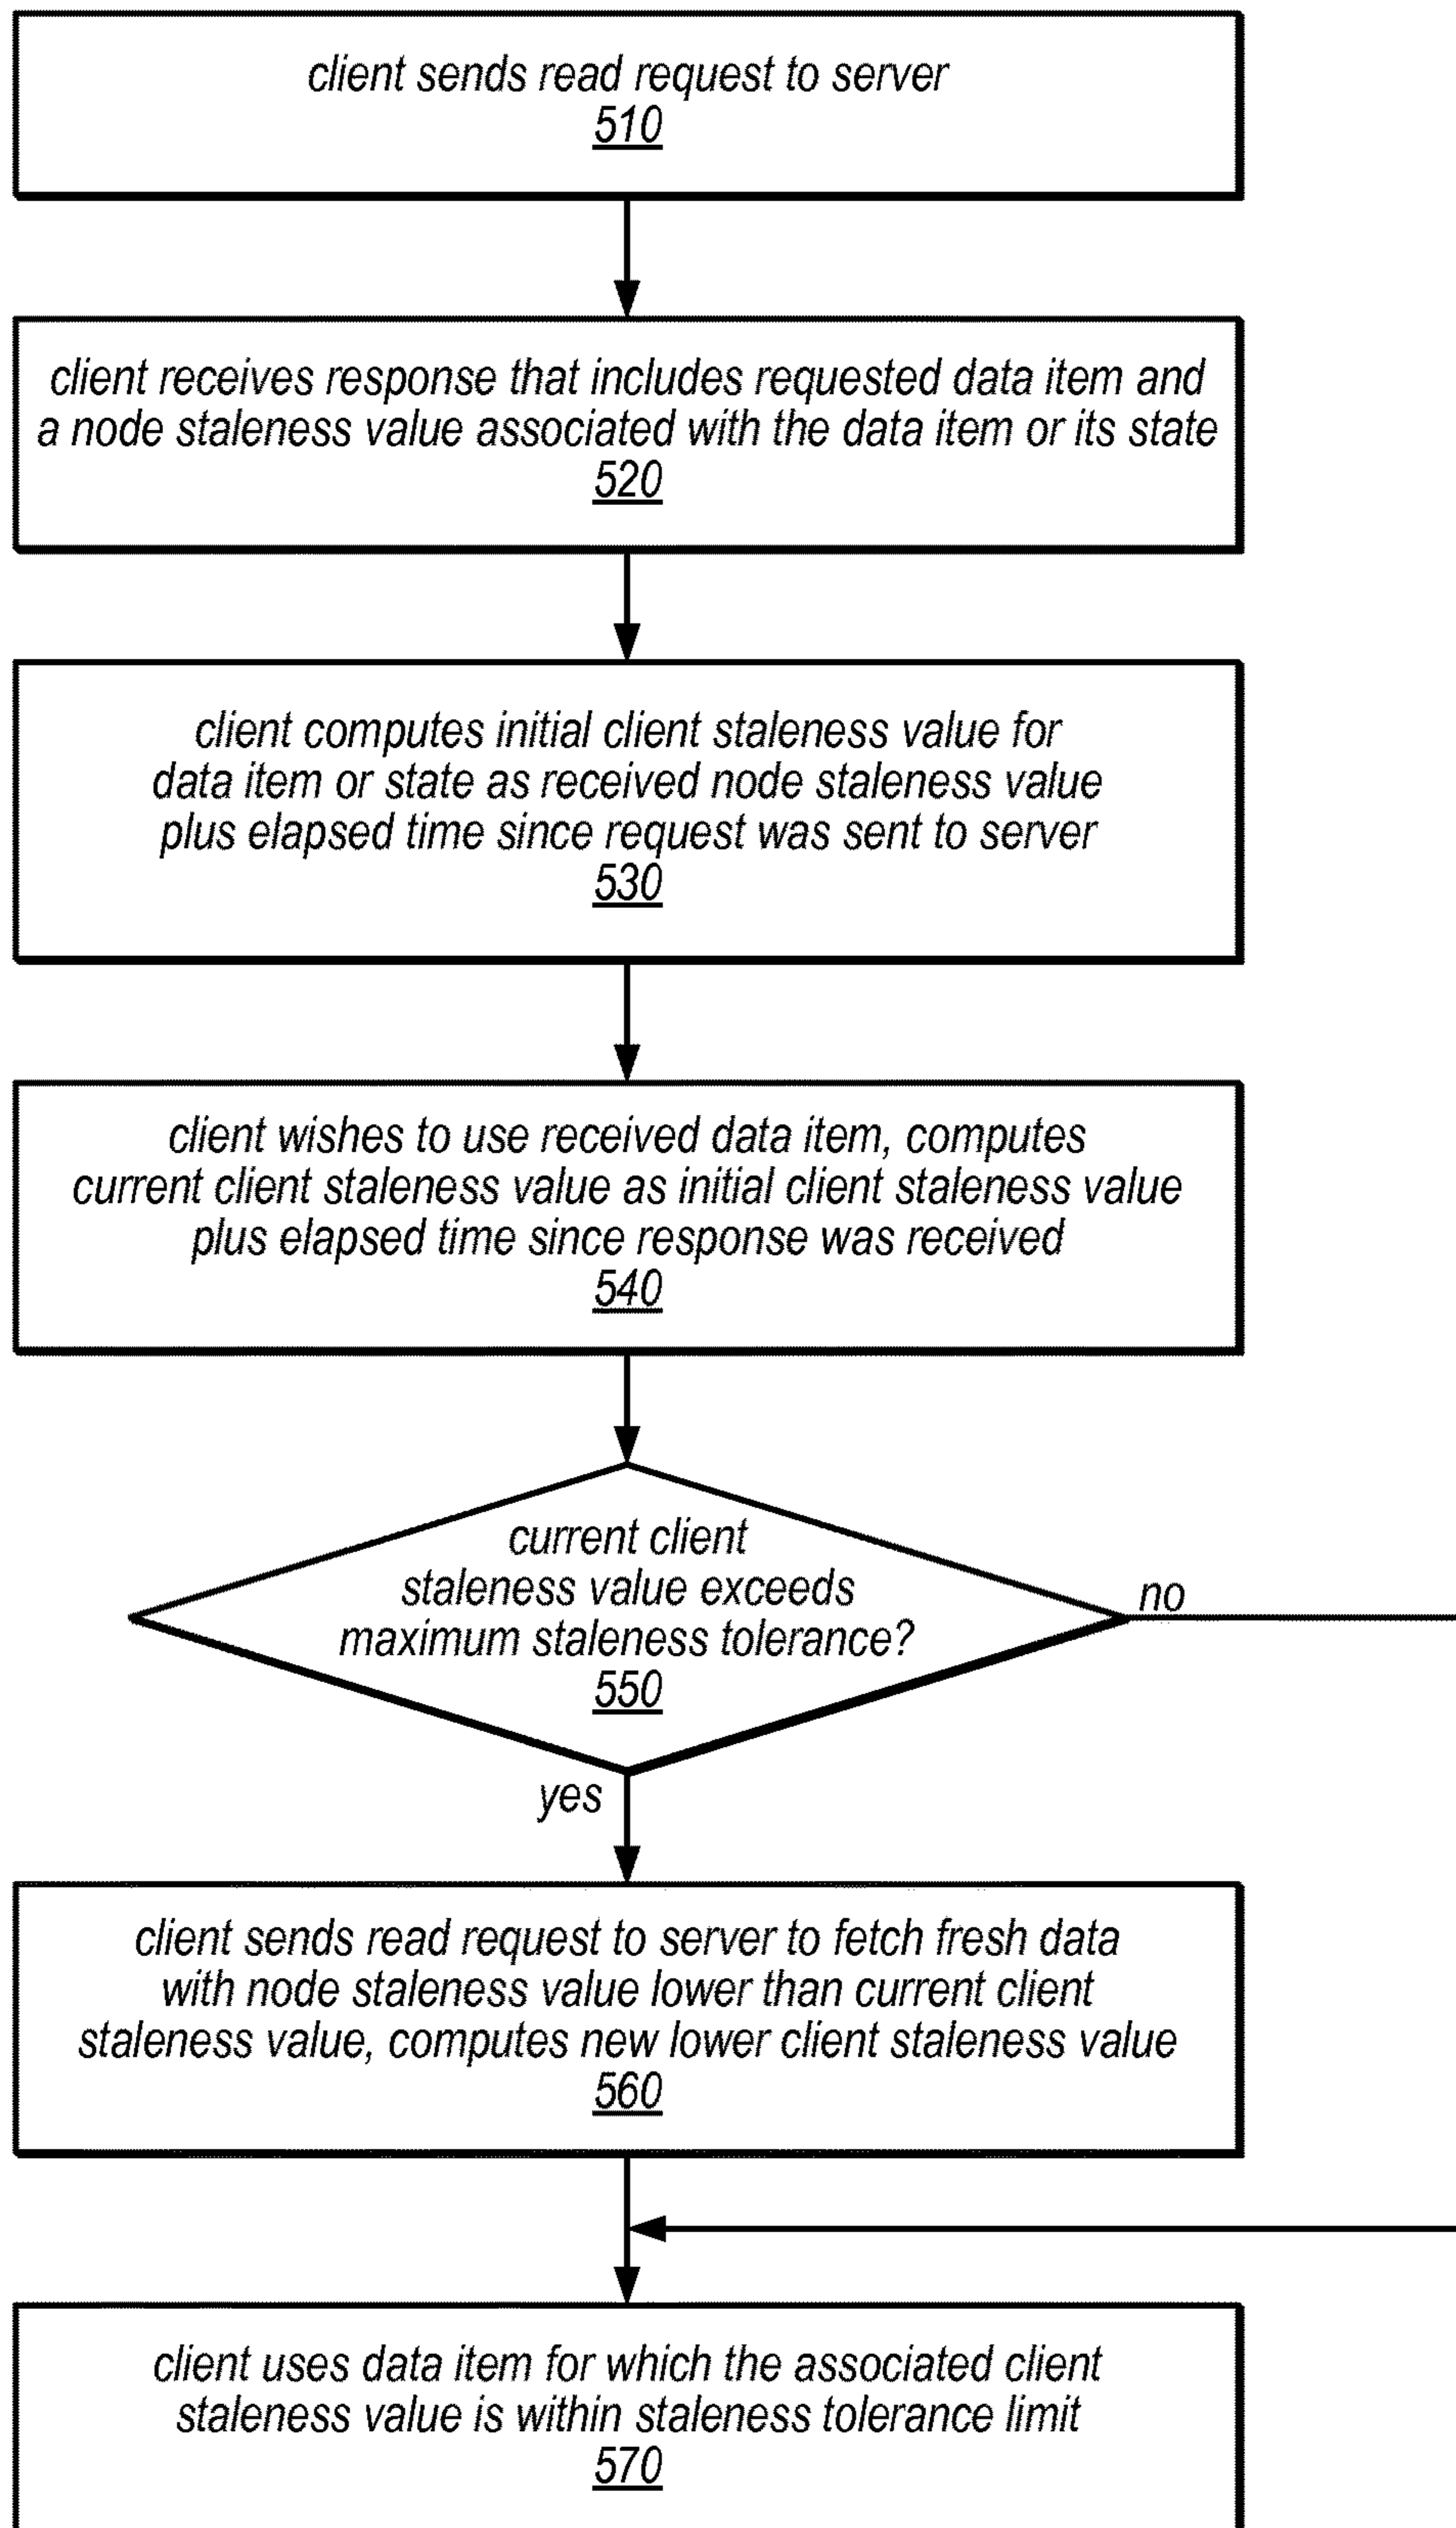 client sends read request to server
510
client receives response that includes requested data item and
a node staleness value associated with the data item or its state
520
client computes initial client staleness value for
data item or state as received node staleness value
plus elapsed time since request was sent to server
530
client wishes to use received data item, computes
current client staleness value as initial client staleness value
plus elapsed time since response was received
540
current client
staleness value exceeds
maximum staleness tolerance?
550
no
yes
client sends read request to server to fetch fresh data
with node staleness value lower than current client
staleness value, computes new lower client staleness value
560
client uses data item for which the associated client
staleness value is within staleness tolerance limit
570